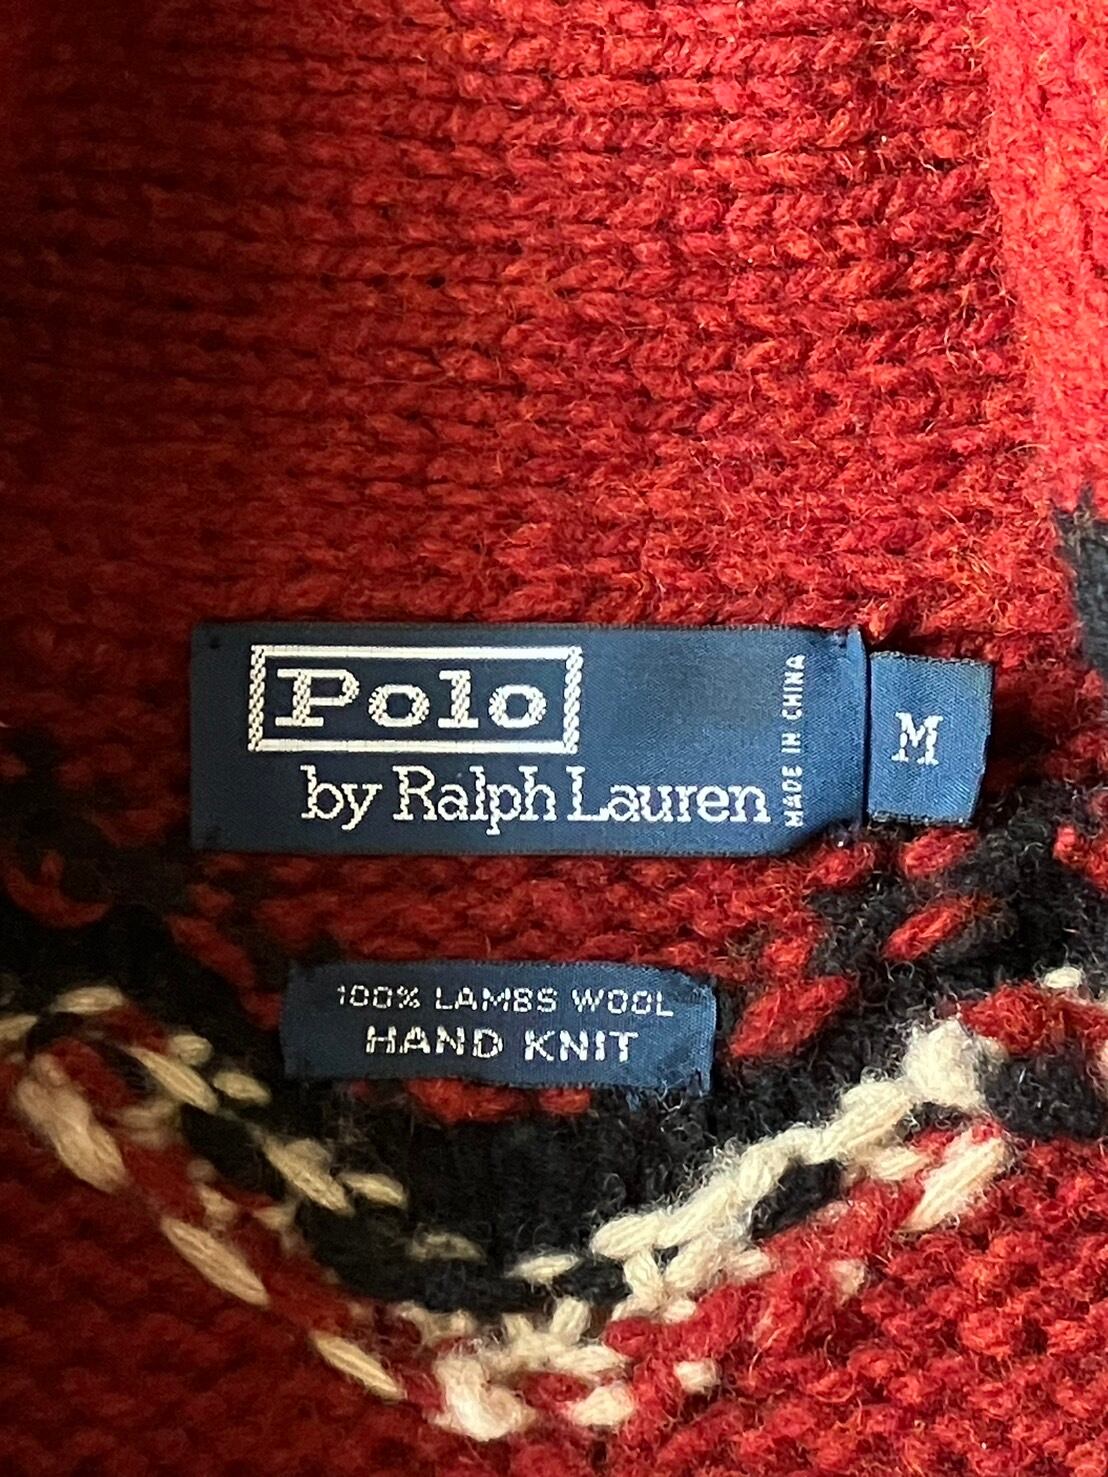 Polo
by Ralph Lauren
MADE IN CHINA
M
100% LAMBS WOOL
HAND KNIT